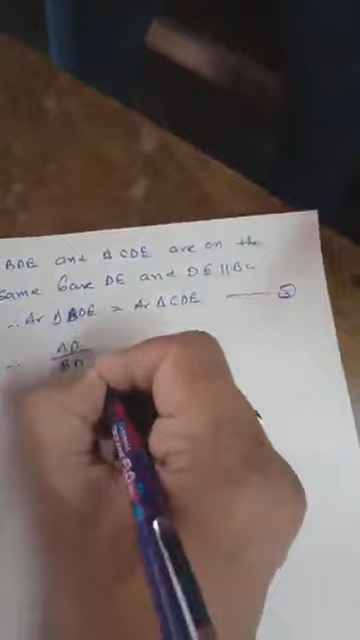 BDE and Δ CDE are on the
same base DE and DE || BC
∴ Ar Δ BDE = Ar Δ CDE —— 3
∴ AD
BD